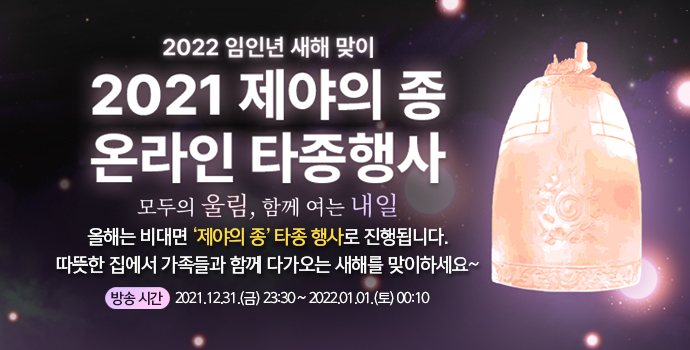 2022 임인년 새해 맞이
2021 제야의 종
온라인 타종행사
모두의 울림, 함께 여는 내일
올해는 비대면 ‘제야의 종’ 타종 행사로 진행됩니다.
따뜻한 집에서 가족들과 함께 다가오는 새해를 맞이하세요~
방송 시간 2021.12.31.(금) 23:30 ~ 2022.01.01.(토) 00:10